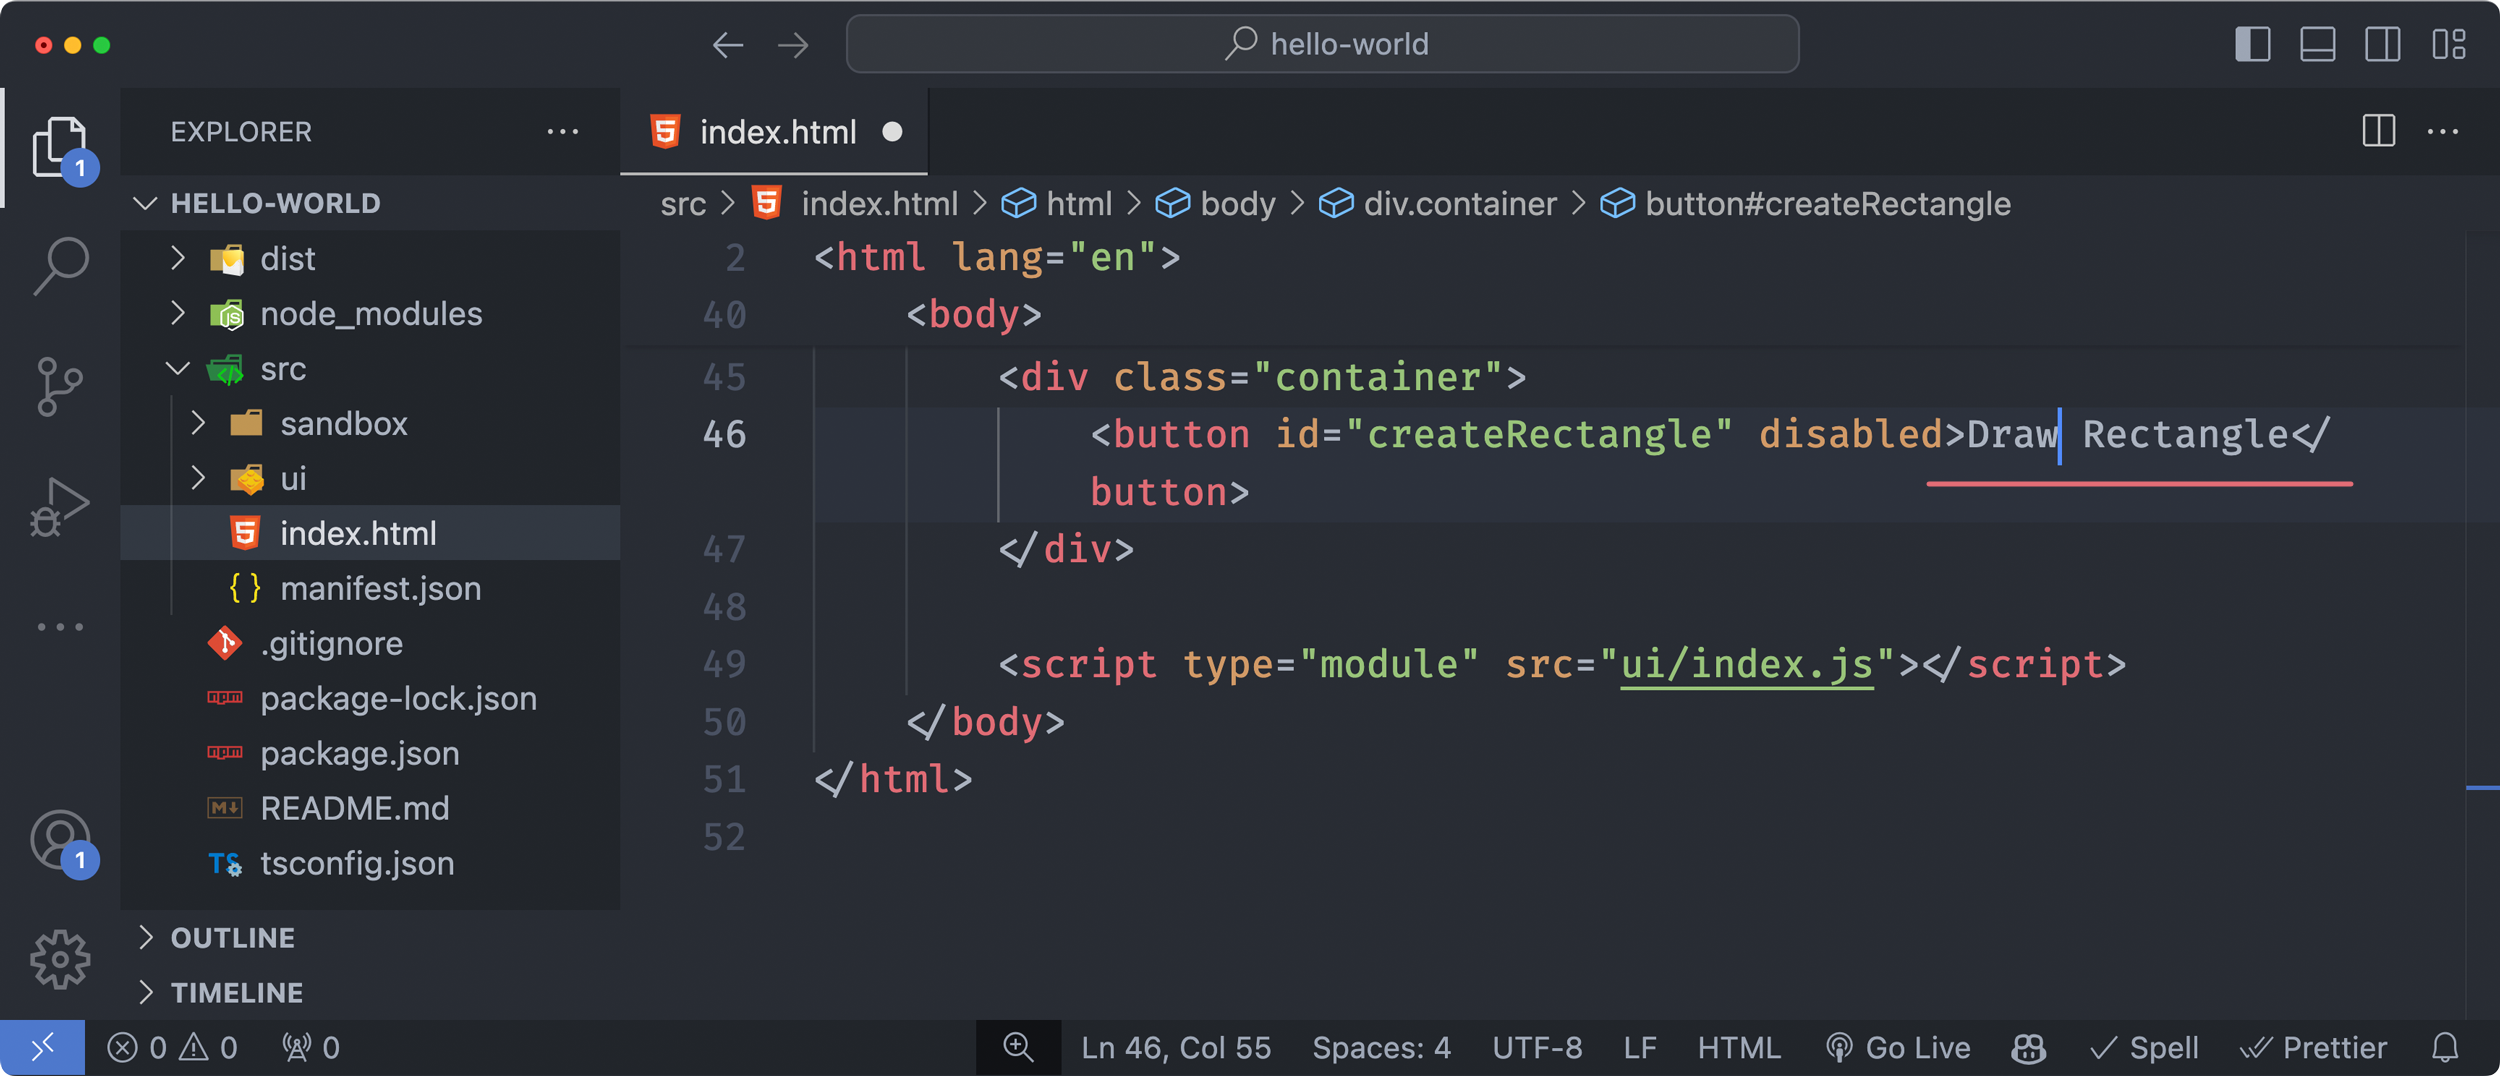 hello-world
EXPLORER
1
HELLO-WORLD
dist
node_modules
src
sandbox
ui
index.html
manifest.json
.gitignore
package-lock.json
package.json
README.md
tsconfig.json
1
OUTLINE
TIMELINE
index.html
src > index.html > html > body > div.container > button#createRectangle
2 <html lang="en">
40 <body>
45 <div class="container">
46 <button id="createRectangle" disabled>Draw Rectangle</
button>
47 </div>
48
49 <script type="module" src="ui/index.js"></script>
50 </body>
51 </html>
52
0 0 0 Ln 46, Col 55 Spaces: 4 UTF-8 LF HTML Go Live Spell Prettier